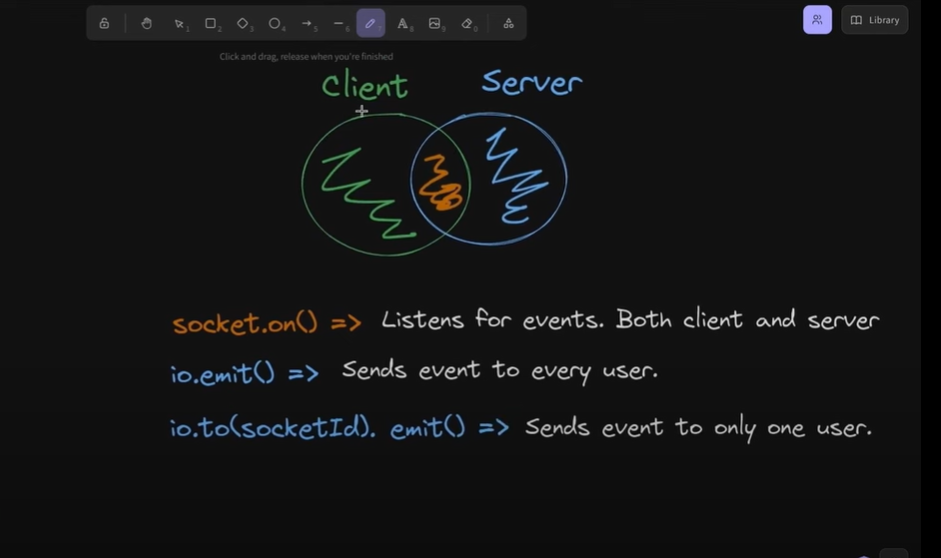 1 2 3 4 5 6 7 8 9 0
Library
Click and drag, release when you're finished
Client Server
socket.on() => Listens for events. Both client and server
io.emit() => Sends event to every user.
io.to(socketId). emit() => Sends event to only one user.